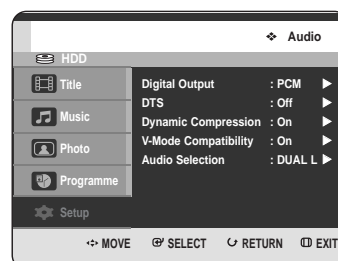 ❖ Audio
HDD
Title
Music
Photo
Programme
Setup
Digital Output : PCM ▶
DTS : Off ▶
Dynamic Compression : On ▶
V-Mode Compatibility : On ▶
Audio Selection : DUAL L ▶
MOVE SELECT RETURN EXIT